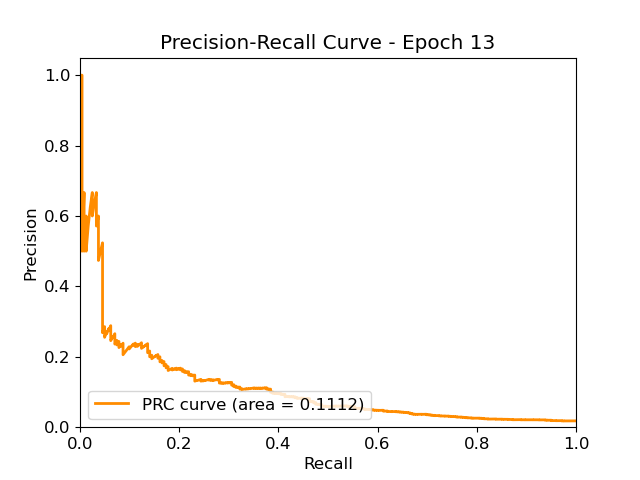 Precision-Recall Curve - Epoch 13
1.0
0.8
0.6
0.4
0.2
0.0
Precision
PRC curve (area = 0.1112)
0.0 0.2 0.4 0.6 0.8 1.0
Recall